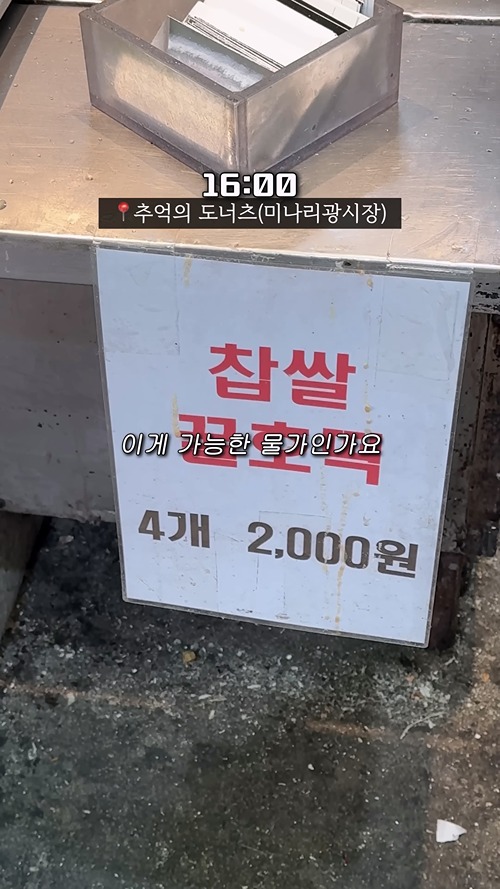 16:00
📍추억의 도너츠(미나리광시장)
찹쌀
이게 가능한 물가인가요
4개 2,000원